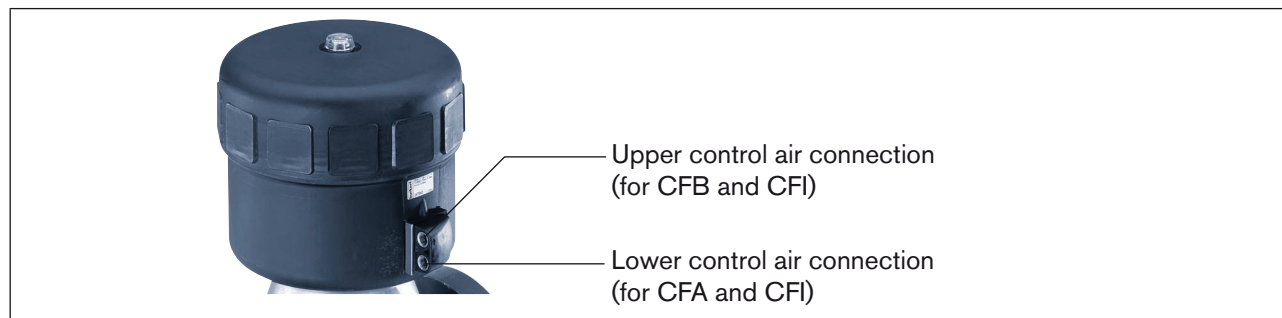 Upper control air connection
(for CFB and CFI)
Lower control air connection
(for CFA and CFI)